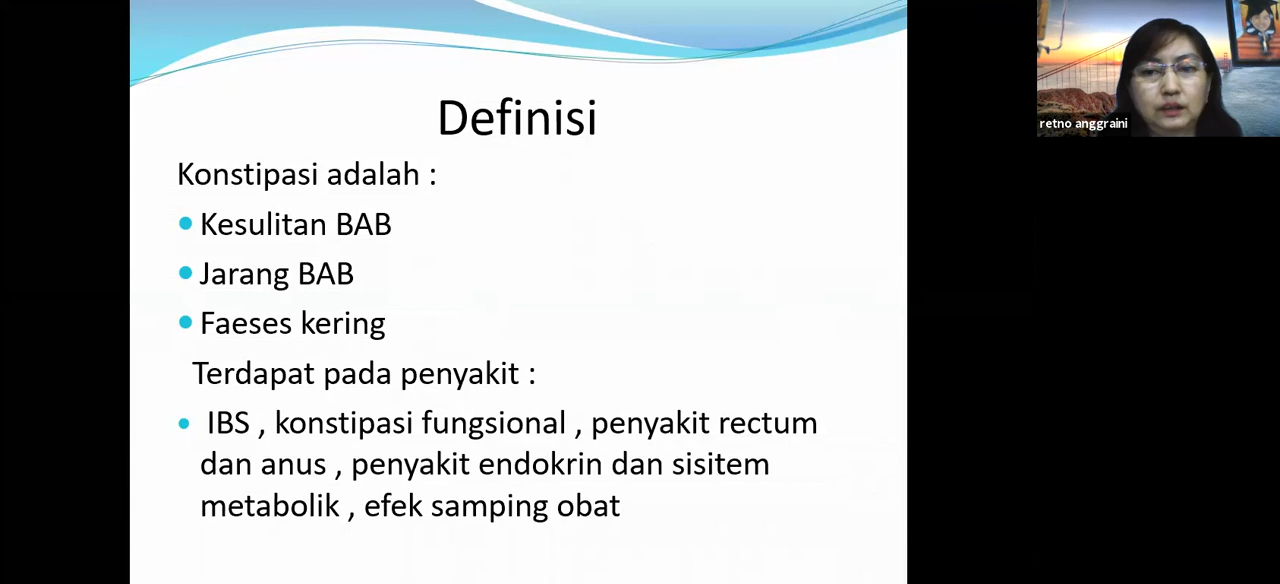 Definisi
Konstipasi adalah :
Kesulitan BAB
Jarang BAB
Faeses kering
Terdapat pada penyakit :
IBS , konstipasi fungsional , penyakit rectum
dan anus , penyakit endokrin dan sisitem
metabolik , efek samping obat
retno anggraini